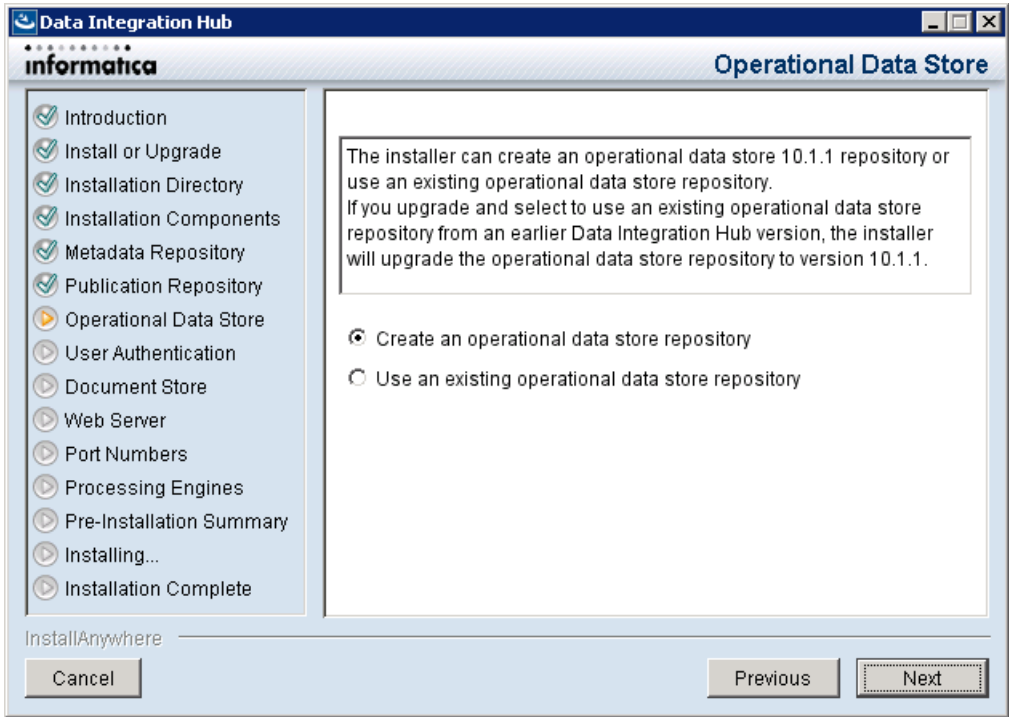 Data Integration Hub
informatica
Operational Data Store
Introduction
Install or Upgrade
Installation Directory
Installation Components
Metadata Repository
Publication Repository
Operational Data Store
User Authentication
Document Store
Web Server
Port Numbers
Processing Engines
Pre-Installation Summary
Installing...
Installation Complete
The installer can create an operational data store 10.1.1 repository or
use an existing operational data store repository.
If you upgrade and select to use an existing operational data store
repository from an earlier Data Integration Hub version, the installer
will upgrade the operational data store repository to version 10.1.1.
Create an operational data store repository
Use an existing operational data store repository
InstallAnywhere
Cancel
Previous
Next